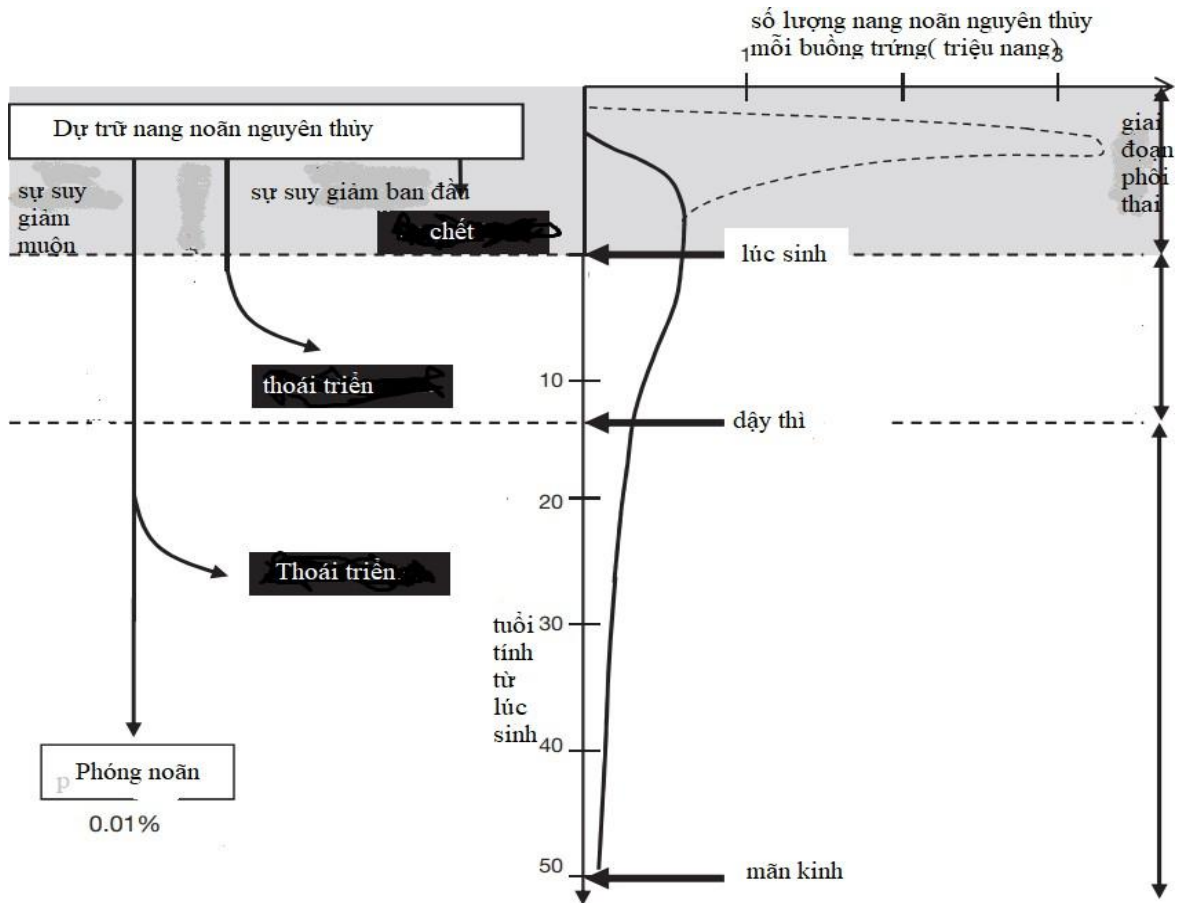 số lượng nang noãn nguyên thủy
mỗi buồng trứng( triệu nang)
1
3
Dự trữ nang noãn nguyên thủy
giai
đoạn
phôi
thai
sự suy
giảm
muộn
sự suy giảm ban đầu
chết
lúc sinh
10
thoái triển
dậy thì
20
Thoái triển
tuổi
tính
từ
lúc
sinh
30
40
p Phóng noãn
0.01%
50
mãn kinh